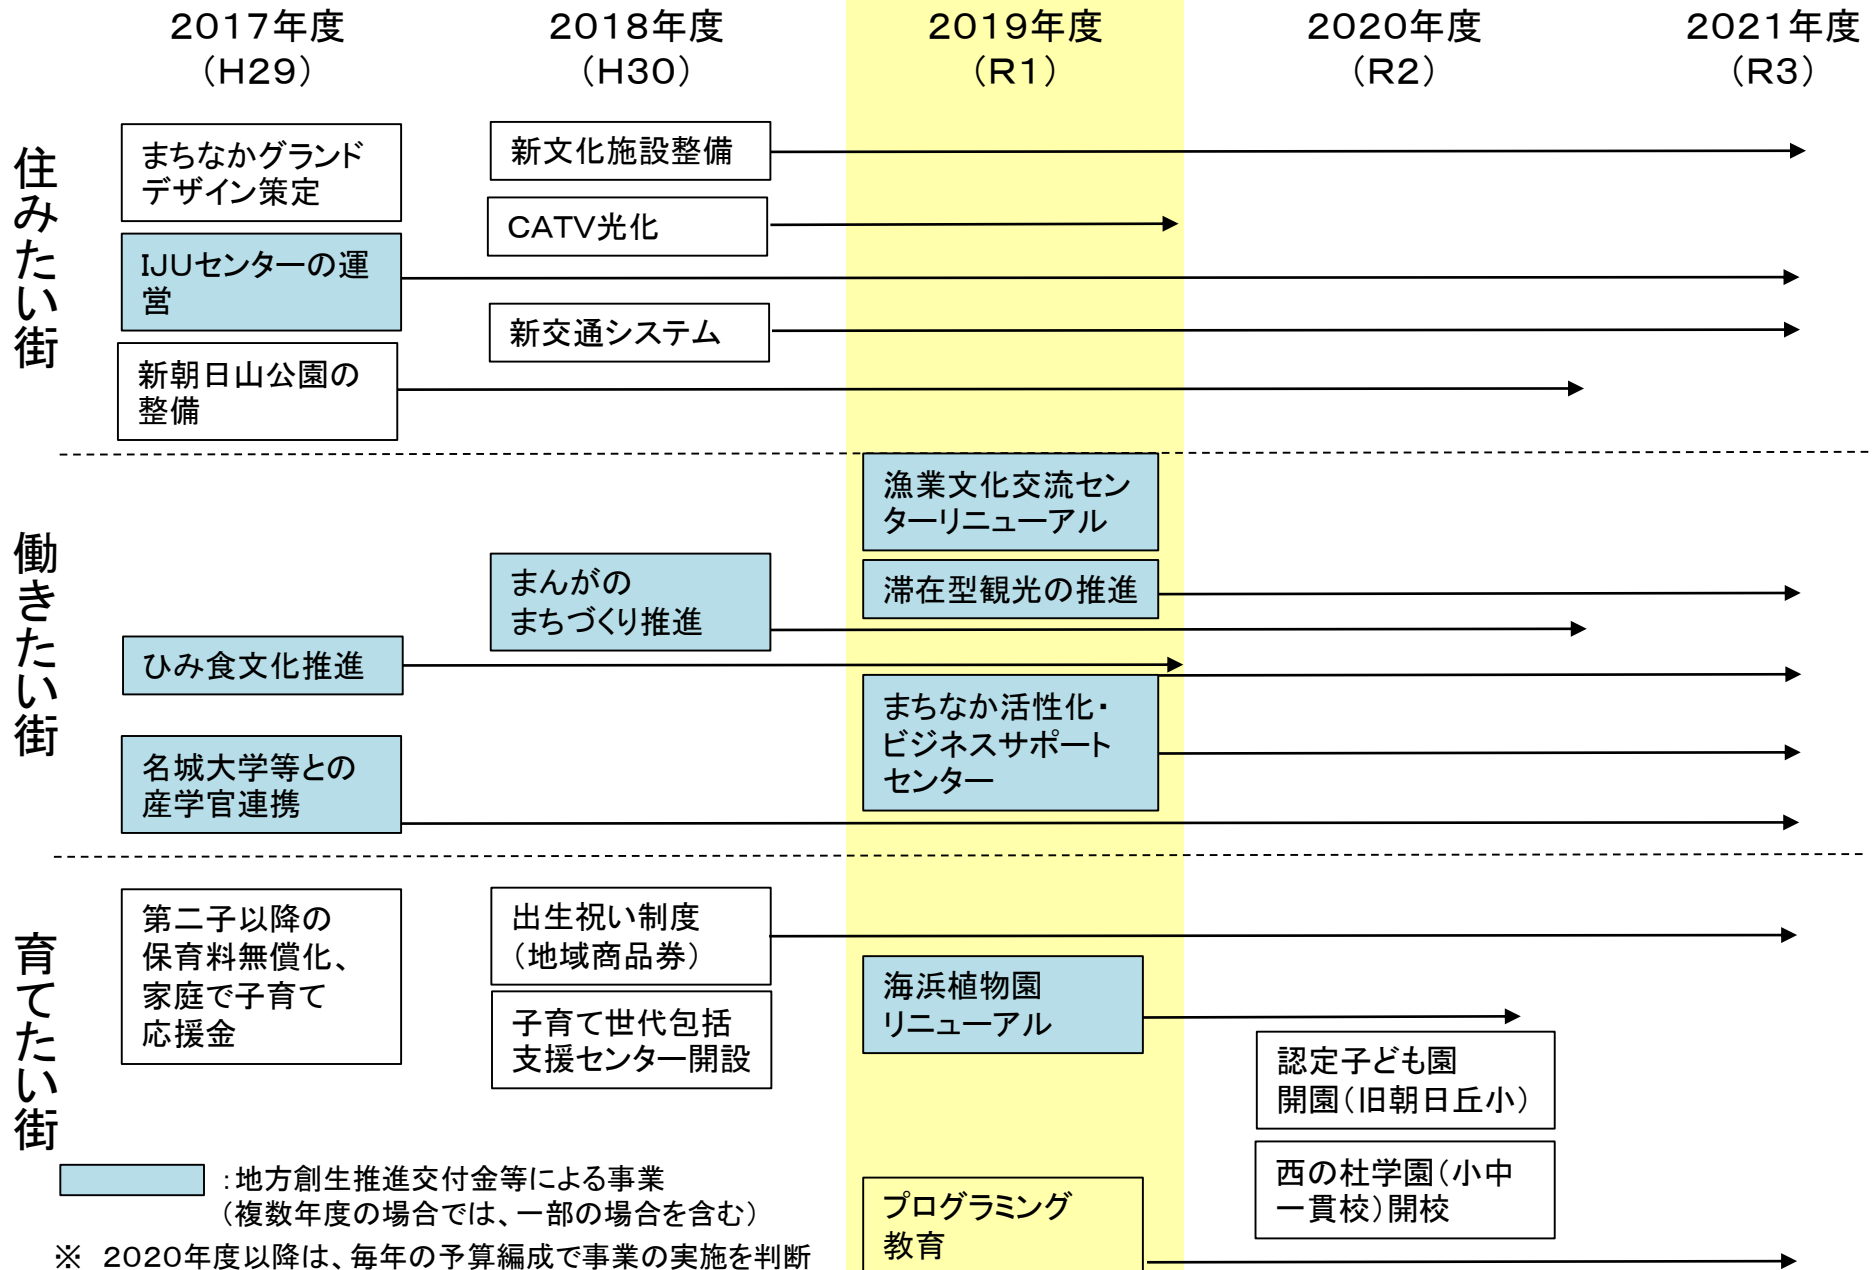 2017年度
(H29)
2018年度
(H30)
2019年度
(R1)
2020年度
(R2)
2021年度
(R3)
住みたい街
まちなかグランド
デザイン策定
新文化施設整備
CATV光化
IJUセンターの運
営
新交通システム
新朝日山公園の
整備
働きたい街
漁業文化交流セン
ターリニューアル
まんがの
まちづくり推進
滞在型観光の推進
ひみ食文化推進
まちなか活性化・
ビジネスサポート
センター
名城大学等との
産学官連携
育てたい街
第二子以降の
保育料無償化、
家庭で子育て
応援金
出生祝い制度
(地域商品券)
子育て世代包括
支援センター開設
海浜植物園
リニューアル
認定子ども園
開園(旧朝日丘小)
西の杜学園(小中
一貫校)開校
プログラミング
教育
:地方創生推進交付金等による事業
(複数年度の場合では、一部の場合を含む)
※ 2020年度以降は、毎年の予算編成で事業の実施を判断